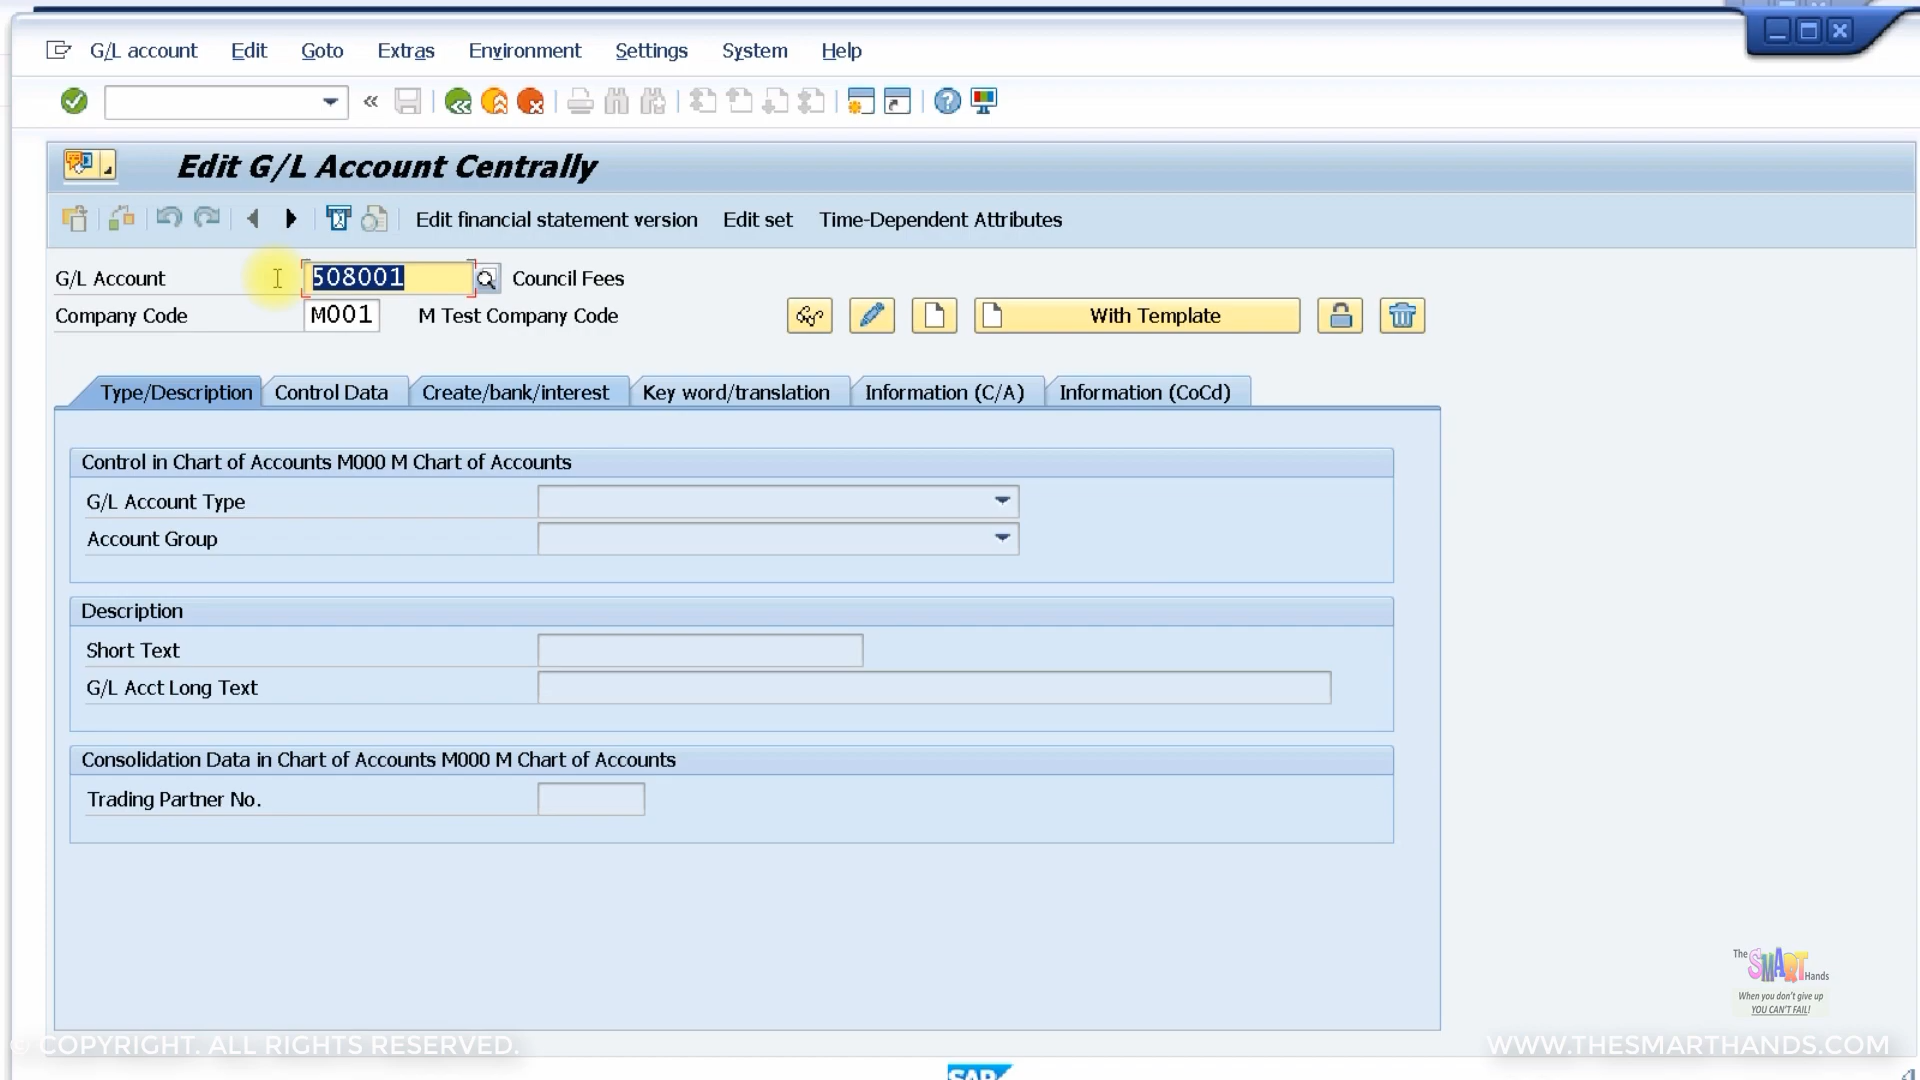 G/L account Edit Goto Extras Environment Settings System Help
Edit G/L Account Centrally
Edit financial statement version Edit set Time-Dependent Attributes
G/L Account 508001 Council Fees
Company Code M001 M Test Company Code With Template
Type/Description Control Data Create/bank/interest Key word/translation Information (C/A) Information (CoCd)
Control in Chart of Accounts M000 M Chart of Accounts
G/L Account Type
Account Group
Description
Short Text
G/L Acct Long Text
Consolidation Data in Chart of Accounts M000 M Chart of Accounts
Trading Partner No.
The SMART Hands
When you don't give up
YOU CAN'T FAIL!
© COPYRIGHT. ALL RIGHTS RESERVED. WWW.THESMARTHANDS.COM
SAP